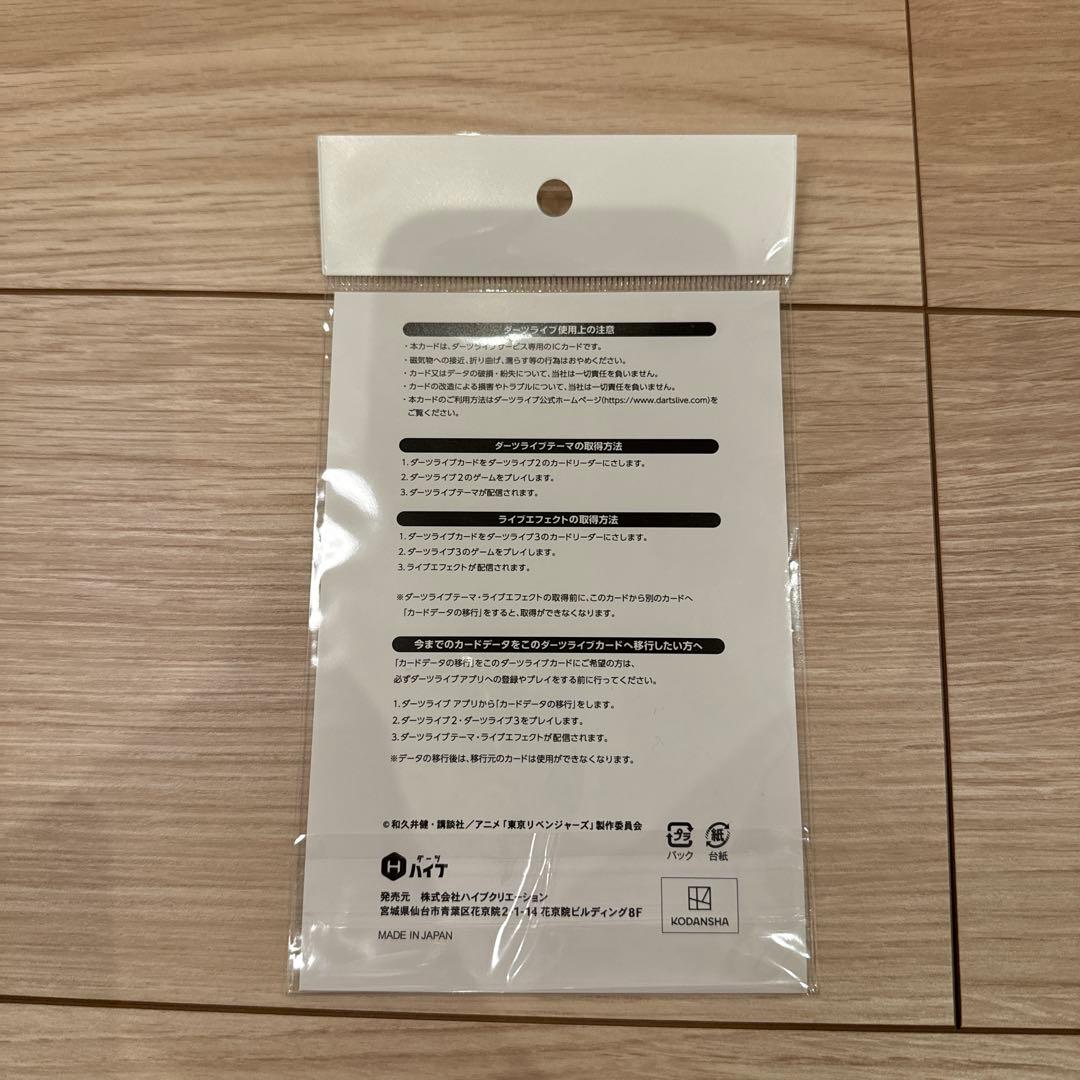 ダーツライブ使用上の注意
・本カードは、ダーツライブサービス専用のICカードです。
・磁気物への接近、折り曲げ、濡らす等の行為はおやめください。
・カード又はデータの破損・紛失について、当社は一切責任を負いません。
・カードの改造による損害やトラブルについて、当社は一切責任を負いません。
・本カードのご利用方法はダーツライブ公式ホームページ(https://www.dartslive.com)を
ご覧ください。
ダーツライブテーマの取得方法
1.ダーツライブカードをダーツライブ2のカードリーダーにさします。
2.ダーツライブ2のゲームをプレイします。
3.ダーツライブテーマが配信されます。
ライブエフェクトの取得方法
1.ダーツライブカードをダーツライブ3のカードリーダーにさします。
2.ダーツライブ3のゲームをプレイします。
3.ライブエフェクトが配信されます。
※ダーツライブテーマ・ライブエフェクトの取得前に、このカードから別のカードへ
「カードデータの移行」をすると、取得ができなくなります。
今までのカードデータをこのダーツライブカードへ移行したい方へ
「カードデータの移行」をこのダーツライブカードにご希望の方は、
必ずダーツライブアプリへの登録やプレイをする前に行ってください。
1.ダーツライブ アプリから「カードデータの移行」をします。
2.ダーツライブ2・ダーツライブ3をプレイします。
3.ダーツライブテーマ・ライブエフェクトが配信されます。
※データの移行後は、移行元のカードは使用ができなくなります。
©和久井健・講談社／アニメ「東京リベンジャーズ」製作委員会
プラ
パック
紙
台紙
H
ダーツ
ハイブ
発売元 株式会社ハイブクリエーション
宮城県仙台市青葉区花京院2-1-14 花京院ビルディング8F
MADE IN JAPAN
KODANSHA